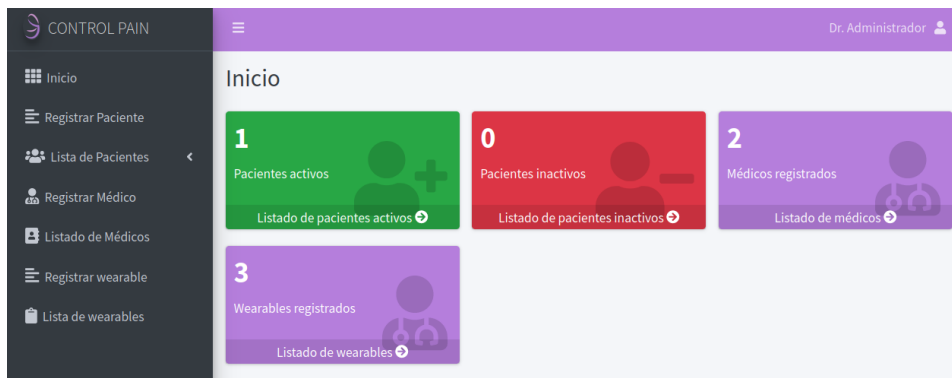 CONTROL PAIN
Dr. Administrador
Inicio
Registrar Paciente
Lista de Pacientes
Registrar Médico
Listado de Médicos
Registrar wearable
Lista de wearables
Inicio
1
Pacientes activos
Listado de pacientes activos
0
Pacientes inactivos
Listado de pacientes inactivos
2
Médicos registrados
Listado de médicos
3
Wearables registrados
Listado de wearables